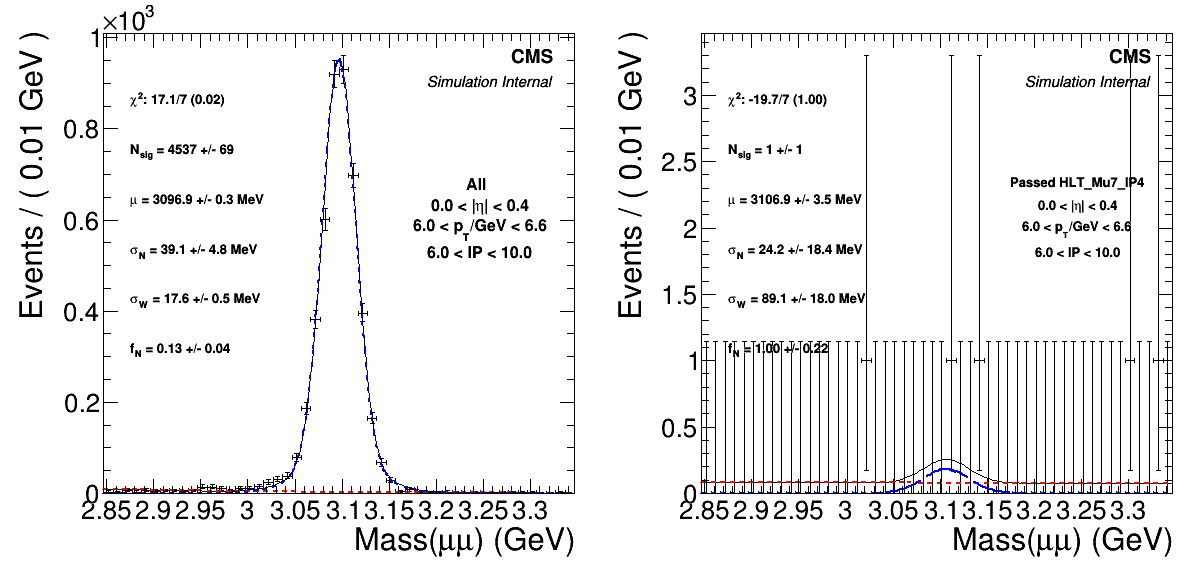 ×10³
CMS
Simulation Internal
χ²: 17.1/7 (0.02)
N_sig = 4537 +/- 69
μ = 3096.9 +/- 0.3 MeV
σ_N = 39.1 +/- 4.8 MeV
σ_W = 17.6 +/- 0.5 MeV
f_N = 0.13 +/- 0.04
All
0.0 < |η| < 0.4
6.0 < p_T/GeV < 6.6
6.0 < IP < 10.0
Events / ( 0.01 GeV )
1
0.8
0.6
0.4
0.2
0
2.85 2.9 2.95 3 3.05 3.1 3.15 3.2 3.25 3.3
Mass(μμ) (GeV)
CMS
Simulation Internal
χ²: -19.7/7 (1.00)
N_sig = 1 +/- 1
μ = 3106.9 +/- 3.5 MeV
σ_N = 24.2 +/- 18.4 MeV
σ_W = 89.1 +/- 18.0 MeV
f_N = 1.00 +/- 0.22
Passed HLT_Mu7_IP4
0.0 < |η| < 0.4
6.0 < p_T/GeV < 6.6
6.0 < IP < 10.0
Events / ( 0.01 GeV )
3
2.5
2
1.5
1
0.5
0
2.85 2.9 2.95 3 3.05 3.1 3.15 3.2 3.25 3.3
Mass(μμ) (GeV)